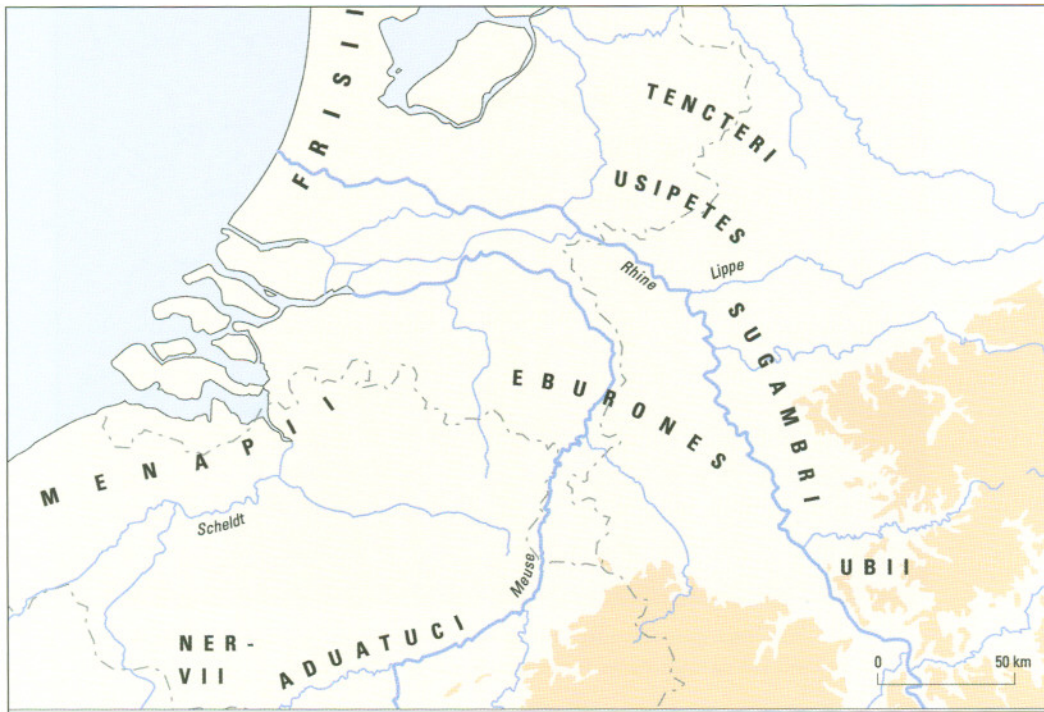 FRISII
TENCTERI
USIPETES
Rhine
Lippe
SUGAMBRI
EBURONES
MENAPII
Scheldt
Meuse
UBII
NER-
VII
ADUATUCI
0 50 km